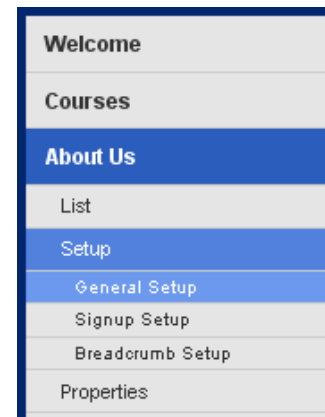 Welcome
Courses
About Us
List
Setup
General Setup
Signup Setup
Breadcrumb Setup
Properties